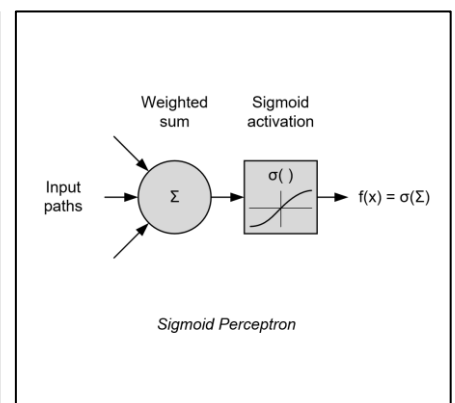 Weighted
sum
Sigmoid
activation
Input
paths
Σ
σ( )
f(x) = σ(Σ)
Sigmoid Perceptron